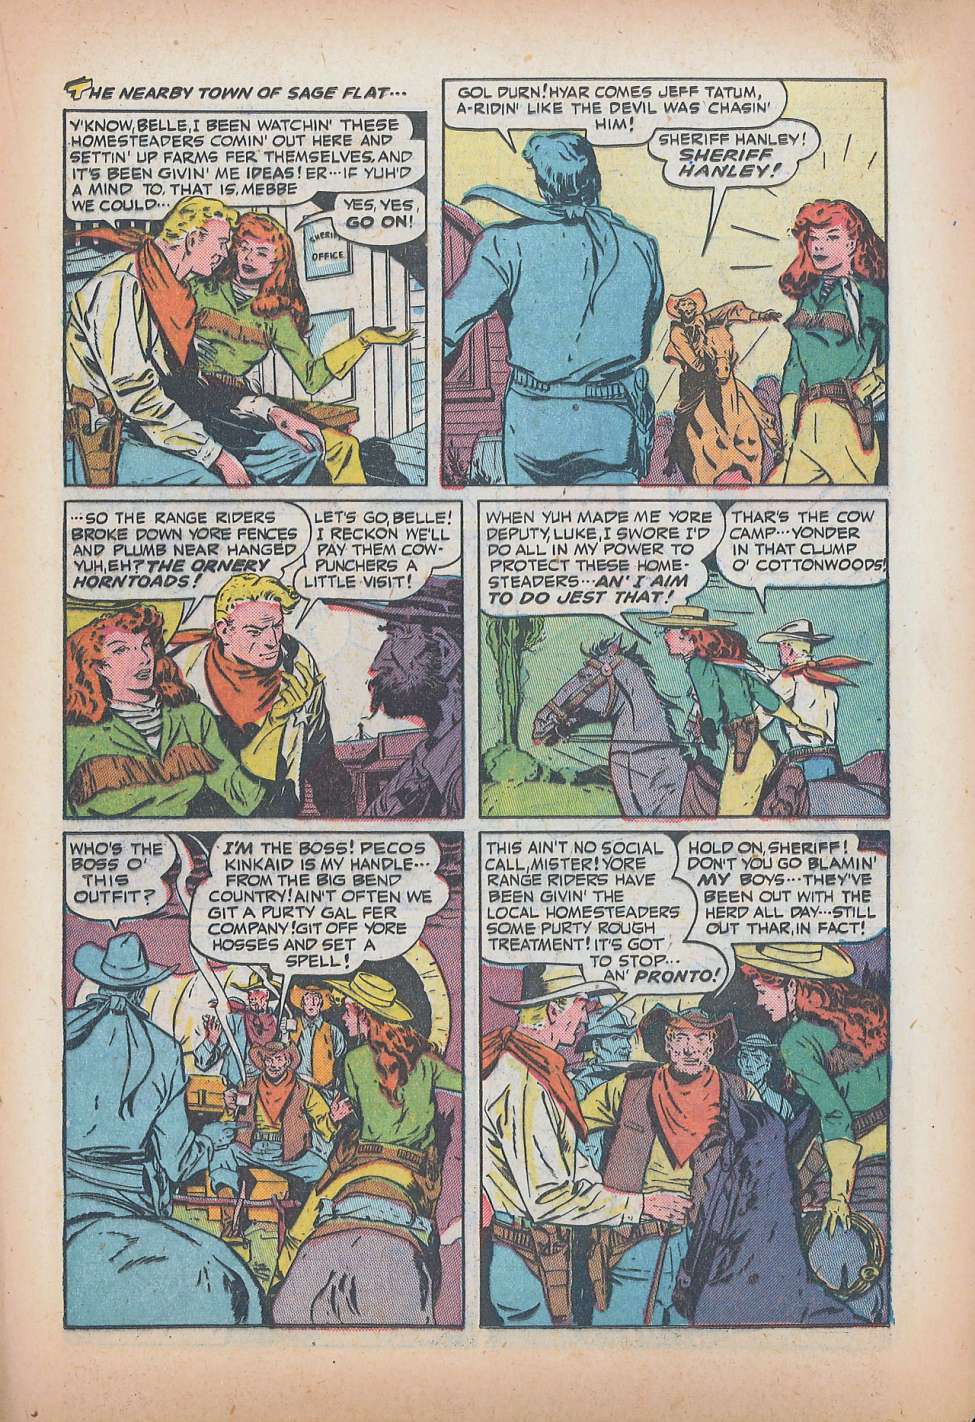 THE NEARBY TOWN OF SAGE FLAT...
Y'KNOW, BELLE, I BEEN WATCHIN' THESE
HOMESTEADERS COMIN' OUT HERE AND
SETTIN' UP FARMS FER THEMSELVES, AND
IT'S BEEN GIVIN' ME IDEAS! ER---IF YUH'D
A MIND TO, THAT IS, MEBBE
WE COULD...
YES, YES,
GO ON!
SHERIFF
OFFICE
GOL DURN! HYAR COMES JEFF TATUM,
A-RIDIN' LIKE THE DEVIL WAS CHASIN'
HIM!
SHERIFF HANLEY!
SHERIFF
HANLEY!
...SO THE RANGE RIDERS
BROKE DOWN YORE FENCES
AND PLUMB NEAR HANGED
YUH, EH? THE ORNERY
HORNTOADS!
LET'S GO, BELLE!
I RECKON WE'LL
PAY THEM COW-
PUNCHERS A
LITTLE VISIT!
WHEN YUH MADE ME YORE
DEPUTY, LUKE, I SWORE I'D
DO ALL IN MY POWER TO
PROTECT THESE HOME-
STEADERS... AN' I AIM
TO DO JEST THAT!
THAR'S THE COW
CAMP---YONDER
IN THAT CLUMP
O' COTTONWOODS!
WHO'S THE
BOSS O'
THIS
OUTFIT?
I'M THE BOSS! PECOS
KINKAID IS MY HANDLE---
FROM THE BIG BEND
COUNTRY! AIN'T OFTEN WE
GIT A PURTY GAL FER
COMPANY! GIT OFF YORE
HOSSES AND SET A
SPELL!
THIS AIN'T NO SOCIAL
CALL, MISTER! YORE
RANGE RIDERS HAVE
BEEN GIVIN' THE
LOCAL HOMESTEADERS
SOME PURTY ROUGH
TREATMENT! IT'S GOT
TO STOP...
AN' PRONTO!
HOLD ON, SHERIFF!
DON'T YOU GO BLAMIN'
MY BOYS---THEY'VE
BEEN OUT WITH THE
HERD ALL DAY---STILL
OUT THAR, IN FACT!